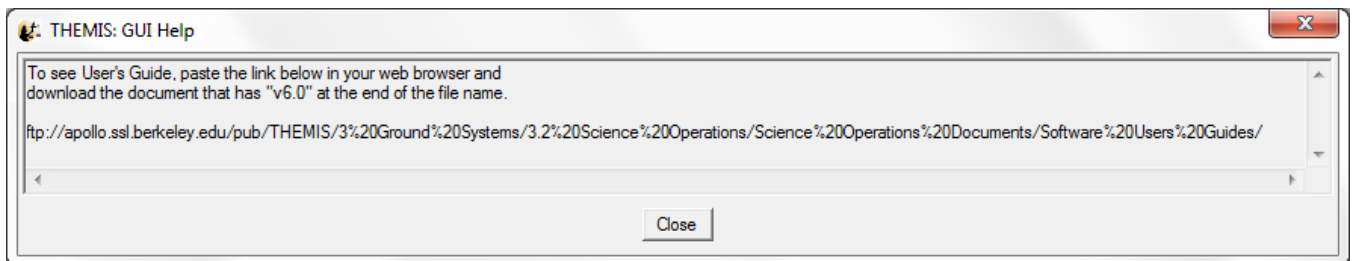 THEMIS: GUI Help
To see User's Guide, paste the link below in your web browser and
download the document that has "v6.0" at the end of the file name.
ftp://apollo.ssl.berkeley.edu/pub/THEMIS/3%20Ground%20Systems/3.2%20Science%20Operations/Science%20Operations%20Documents/Software%20Users%20Guides/
Close